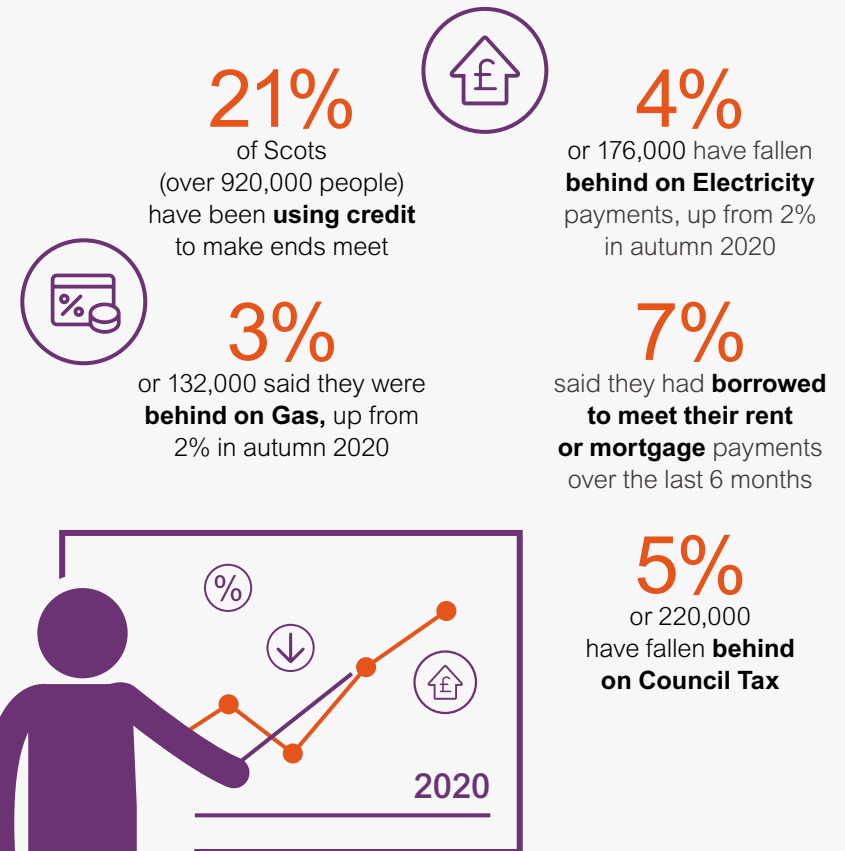 21%
of Scots
(over 920,000 people)
have been using credit
to make ends meet
£
4%
or 176,000 have fallen
behind on Electricity
payments, up from 2%
in autumn 2020
%
3%
or 132,000 said they were
behind on Gas, up from
2% in autumn 2020
7%
said they had borrowed
to meet their rent
or mortgage payments
over the last 6 months
5%
or 220,000
have fallen behind
on Council Tax
%
£
2020